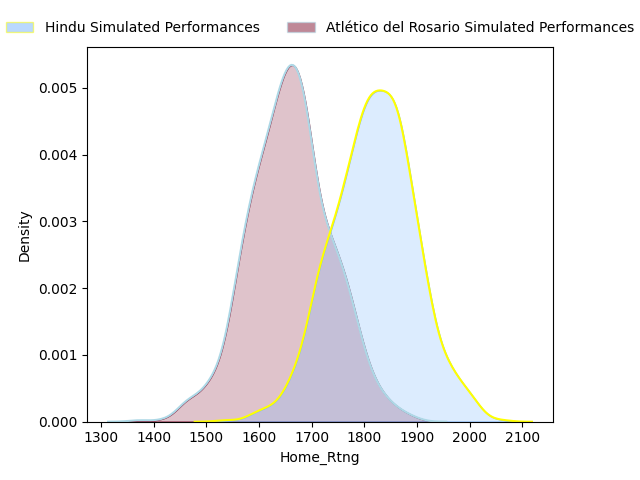 Hindu Simulated Performances
Atlético del Rosario Simulated Performances
0.005
0.004
0.003
0.002
0.001
0.000
Density
1300 1400 1500 1600 1700 1800 1900 2000 2100
Home_Rtng